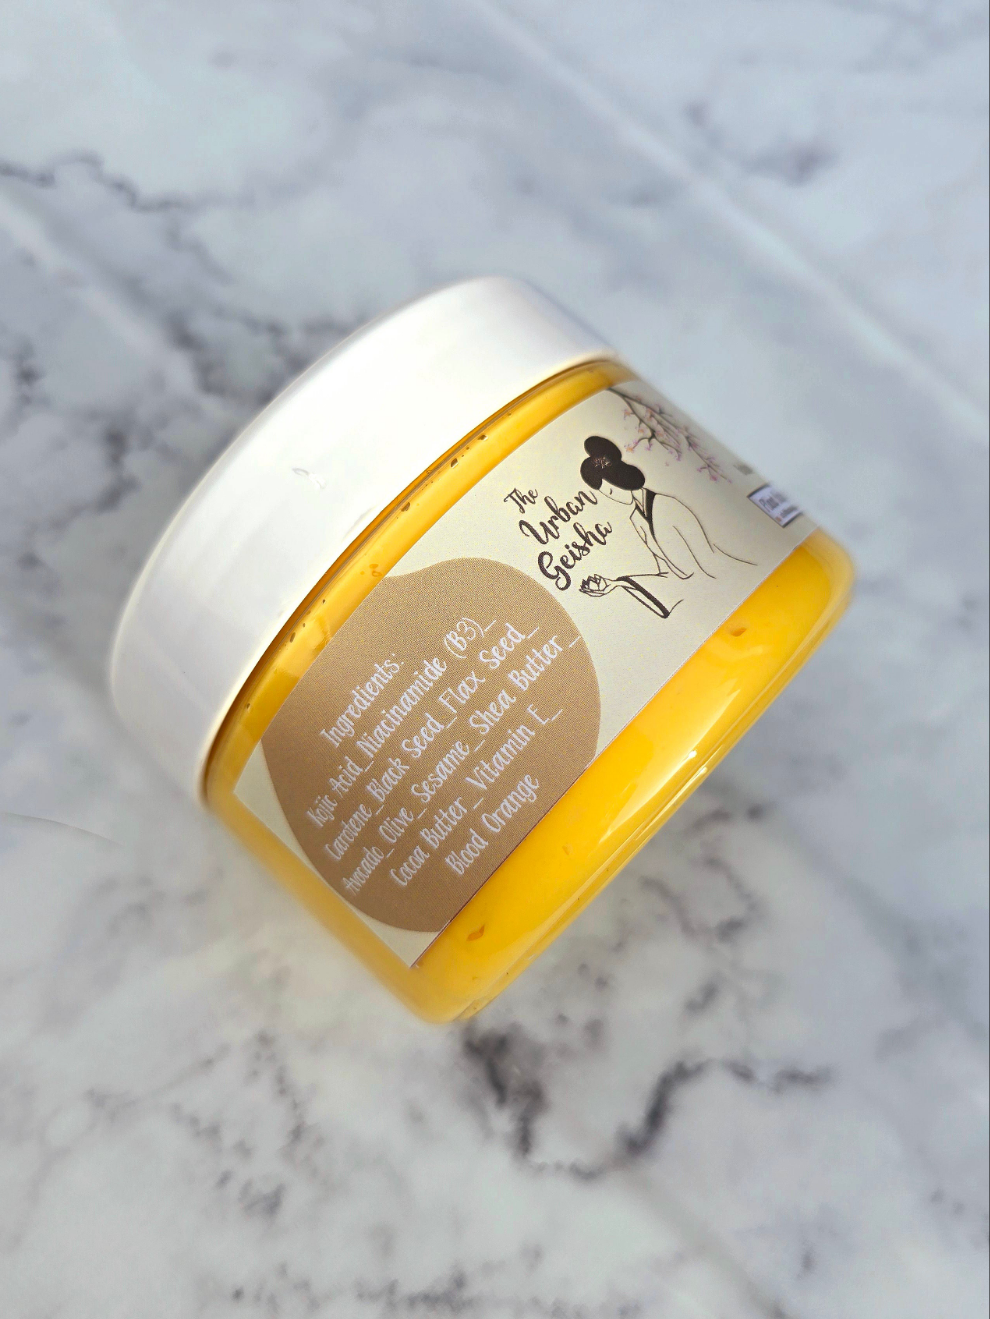 The
Urban
Geisha
Ingredients:
Kojic Acid_Niacinamide (B3)_
Carotene_Black Seed_Flax Seed_
Avocado_Olive_Sesame_Shea Butter_
Cocoa Butter_Vitamin E_
Blood Orange